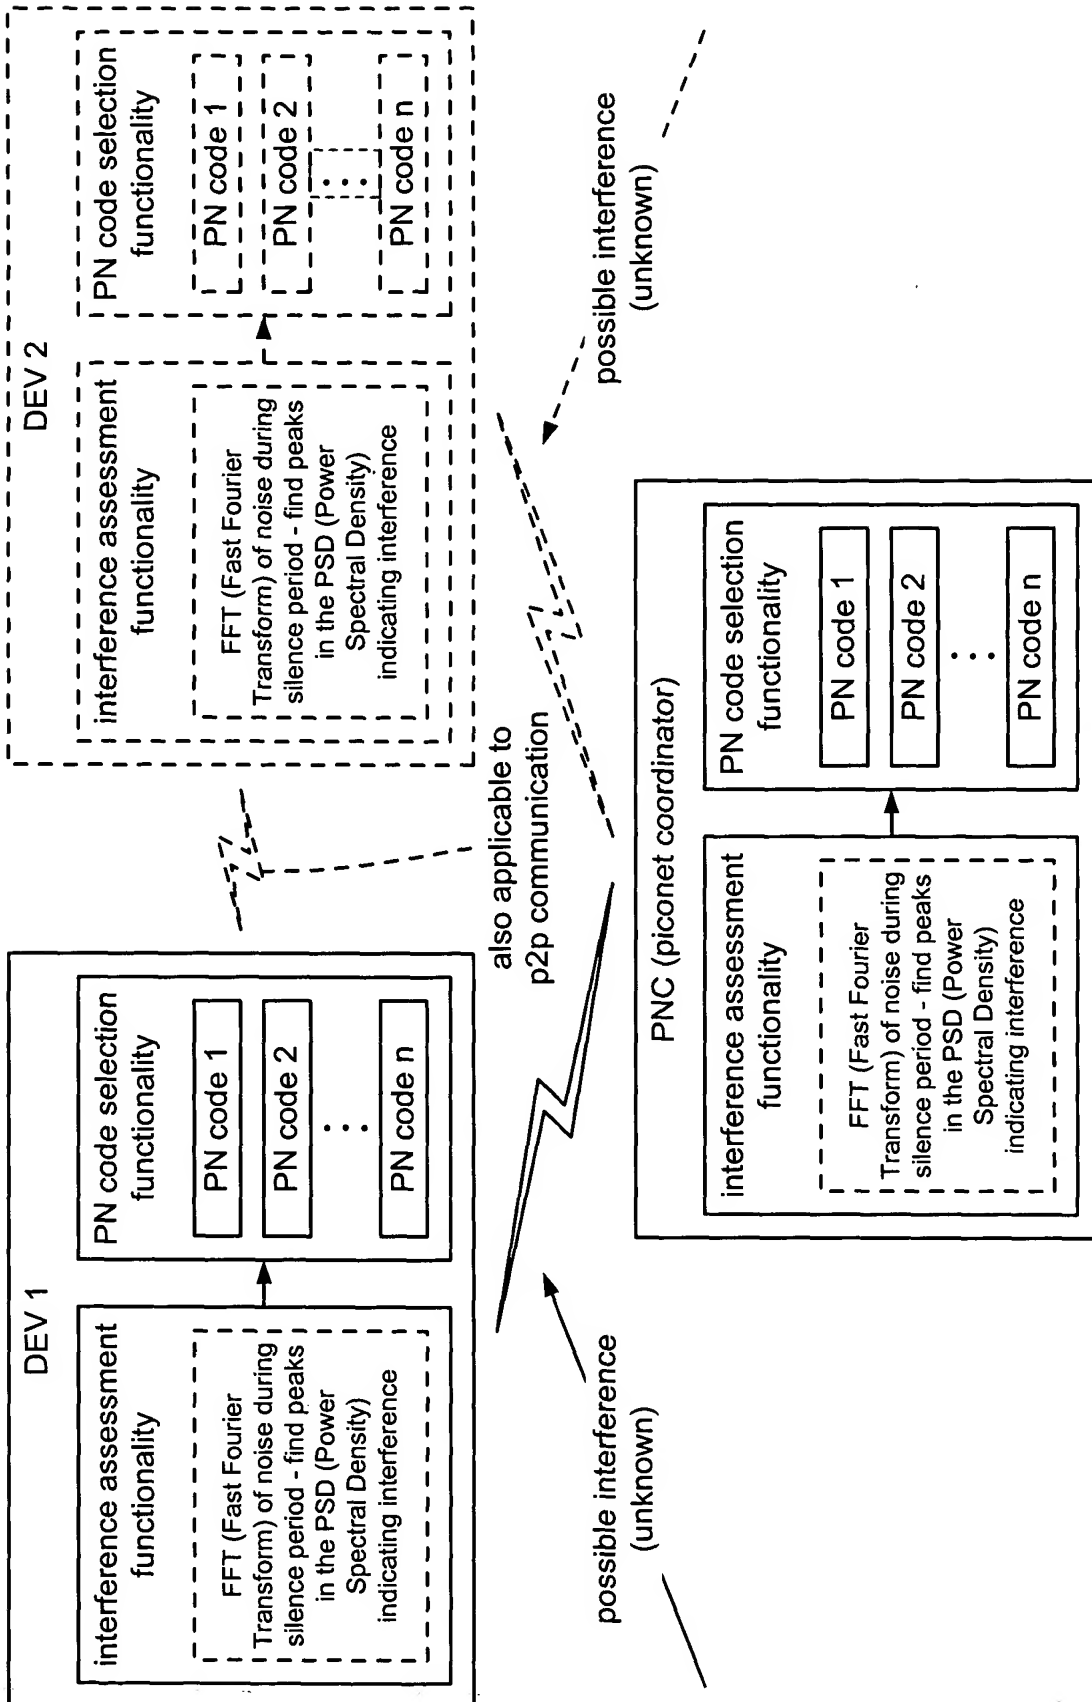 DEV 1
interference assessment
functionality
FFT (Fast Fourier
Transform) of noise during
silence period - find peaks
in the PSD (Power
Spectral Density)
indicating interference
PN code selection
functionality
PN code 1
PN code 2
PN code n
DEV 2
interference assessment
functionality
FFT (Fast Fourier
Transform) of noise during
silence period - find peaks
in the PSD (Power
Spectral Density)
indicating interference
PN code selection
functionality
PN code 1
PN code 2
PN code n
also applicable to
p2p communication
possible interference
(unknown)
possible interference
(unknown)
PNC (piconet coordinator)
interference assessment
functionality
FFT (Fast Fourier
Transform) of noise during
silence period - find peaks
in the PSD (Power
Spectral Density)
indicating interference
PN code selection
functionality
PN code 1
PN code 2
PN code n